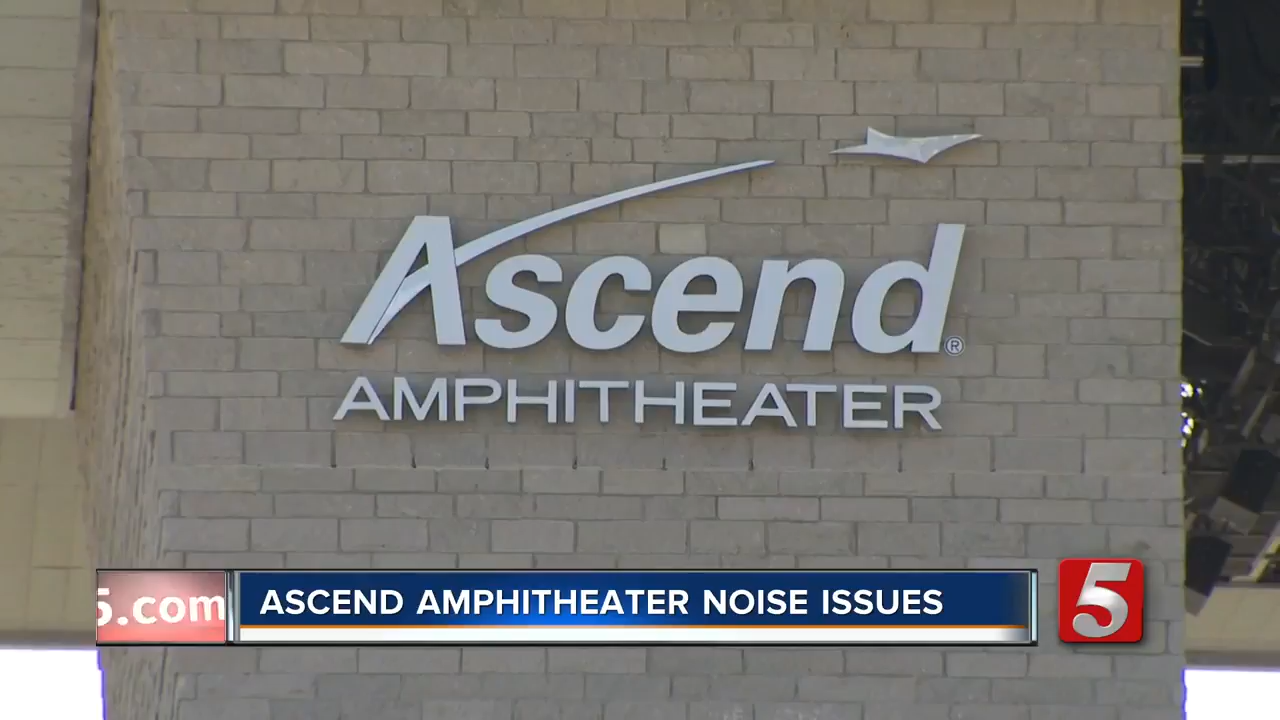 Ascend®
AMPHITHEATER
5.com
ASCEND AMPHITHEATER NOISE ISSUES
5